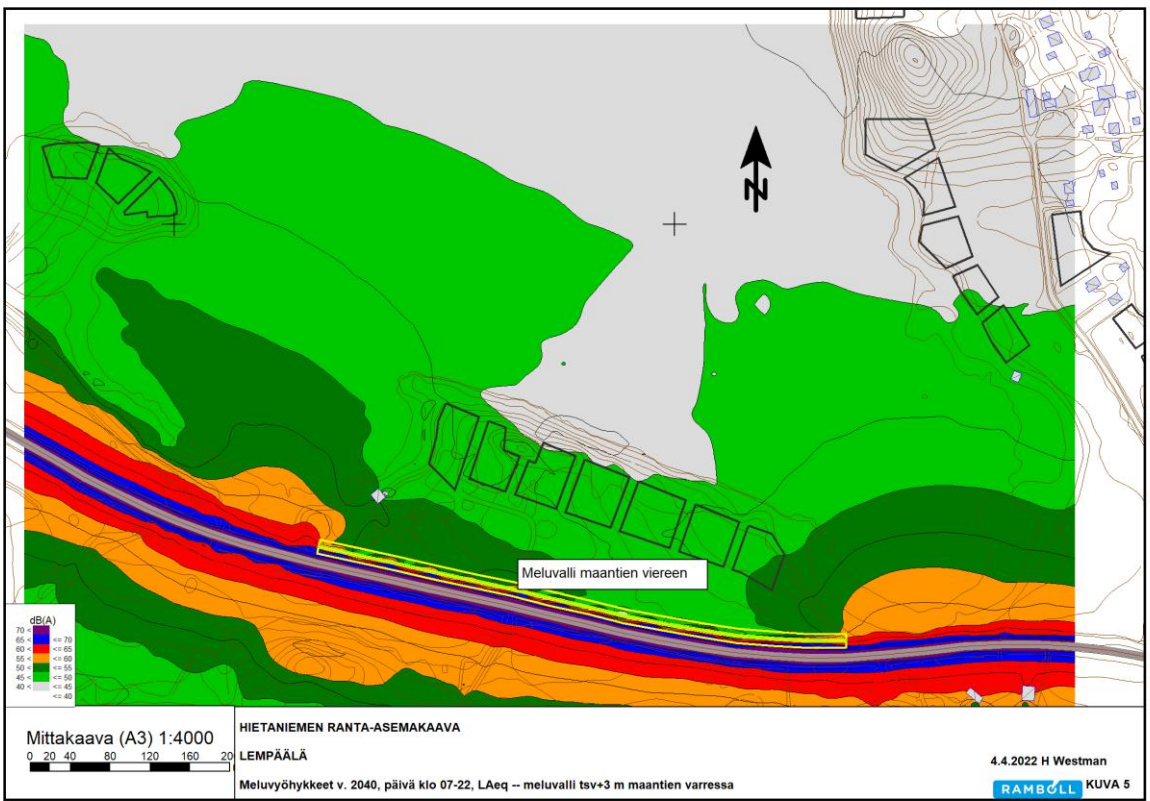 N
Meluvalli maantien viereen
dB(A)
70 <
65 < <= 70
60 < <= 65
55 < <= 60
50 < <= 55
45 < <= 50
40 < <= 45
<= 40
Mittakaava (A3) 1:4000
0 20 40 80 120 160 20
HIETANIEMEN RANTA-ASEMAKAAVA
LEMPÄÄLÄ
4.4.2022 H Westman
Meluvyöhykkeet v. 2040, päivä klo 07-22, LAeq -- meluvalli tsv+3 m maantien varressa
RAMBOLL KUVA 5